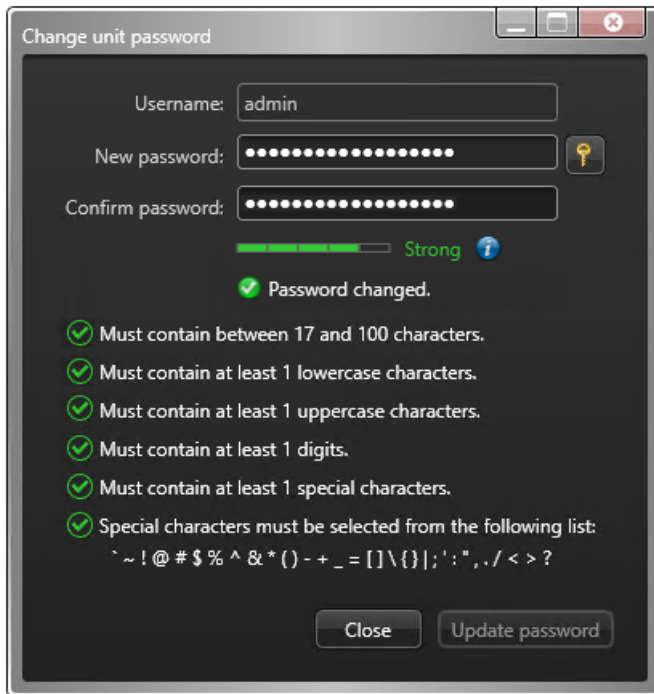 Change unit password
Username: admin
New password: ••••••••••••••••••
Confirm password: ••••••••••••••••••
Strong
Password changed.
Must contain between 17 and 100 characters.
Must contain at least 1 lowercase characters.
Must contain at least 1 uppercase characters.
Must contain at least 1 digits.
Must contain at least 1 special characters.
Special characters must be selected from the following list:
` ~ ! @ # $ % ^ & * ( ) - + _ = [ ] \ { } | ; ' : " , . / < > ?
Close Update password